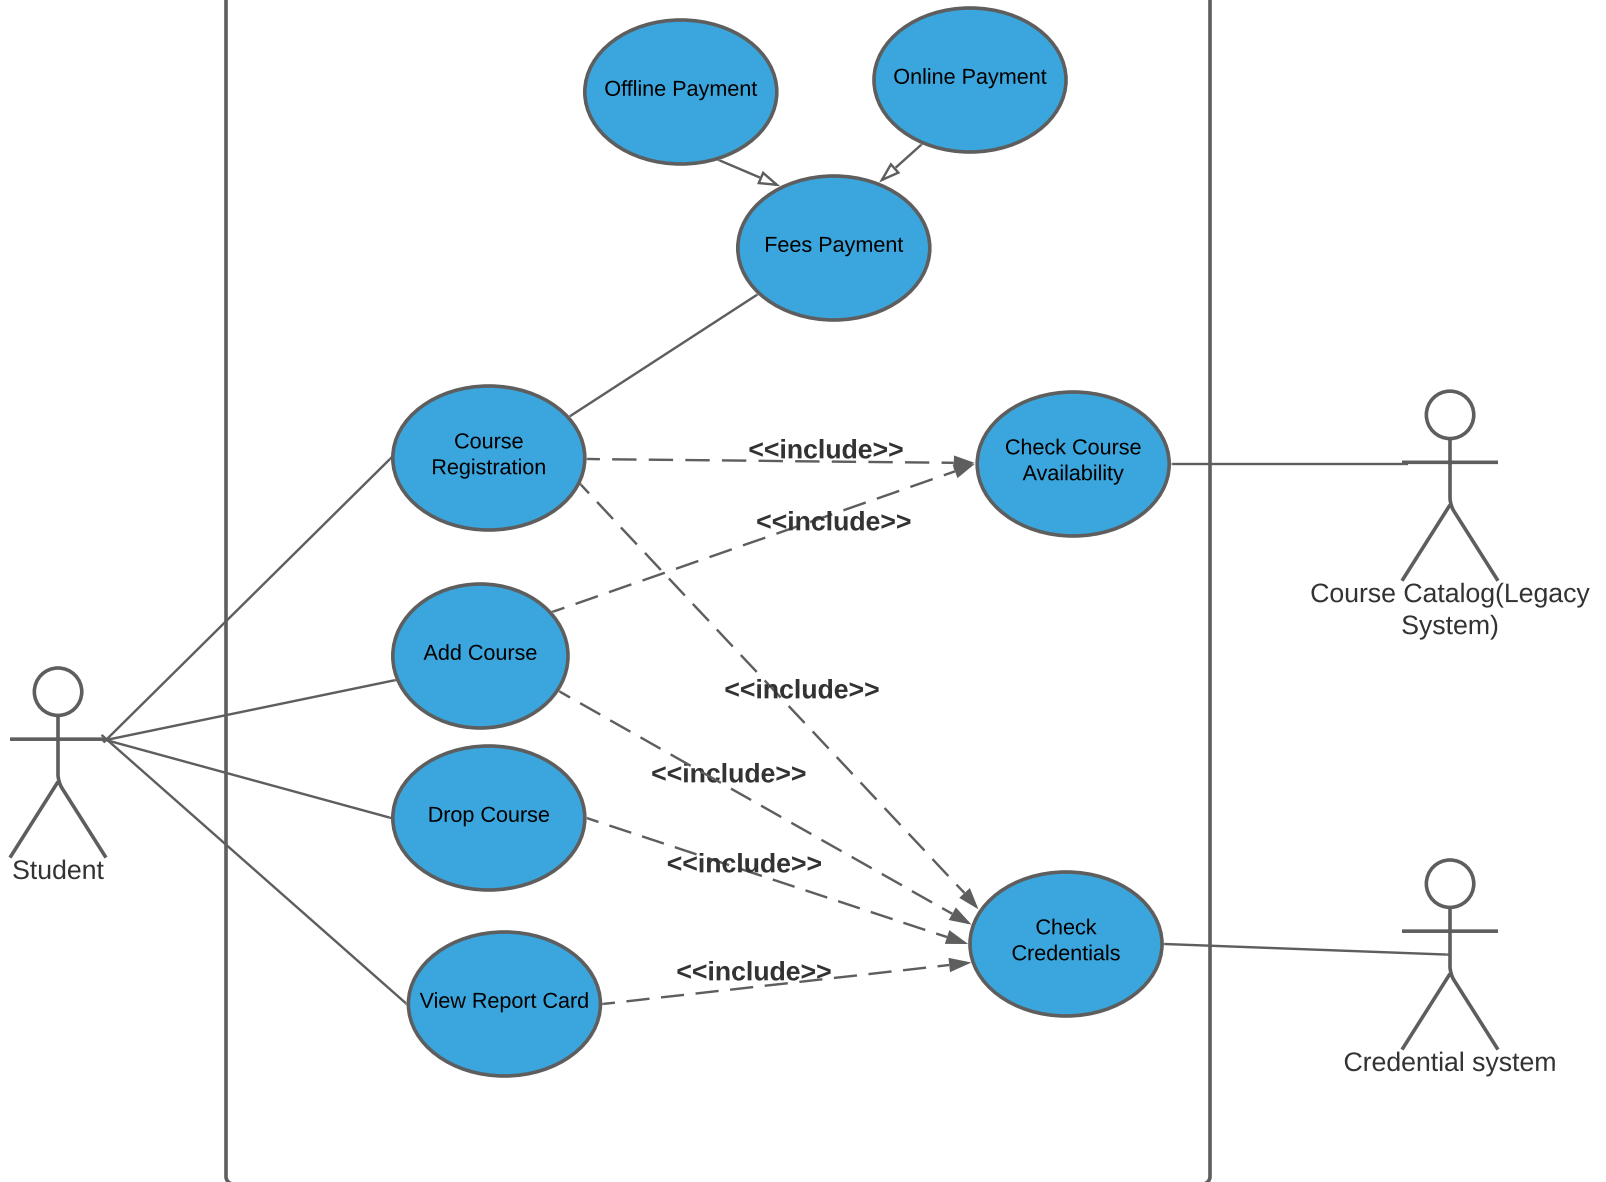 Offline Payment
Online Payment
Fees Payment
Course
Registration
<<include>>
Check Course
Availability
<<include>>
Course Catalog(Legacy
System)
Add Course
<<include>>
<<include>>
Drop Course
<<include>>
Student
Check
Credentials
<<include>>
View Report Card
Credential system